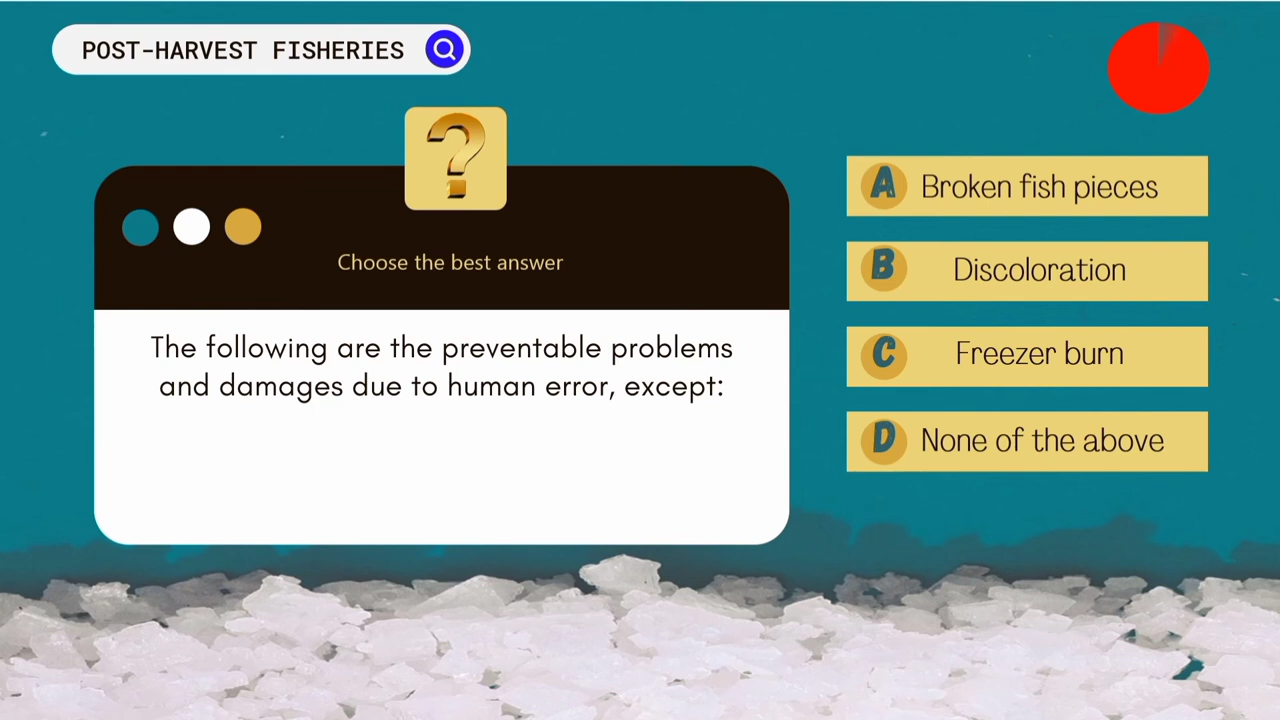 POST-HARVEST FISHERIES
?
Choose the best answer
The following are the preventable problems
and damages due to human error, except:
A Broken fish pieces
B Discoloration
C Freezer burn
D None of the above